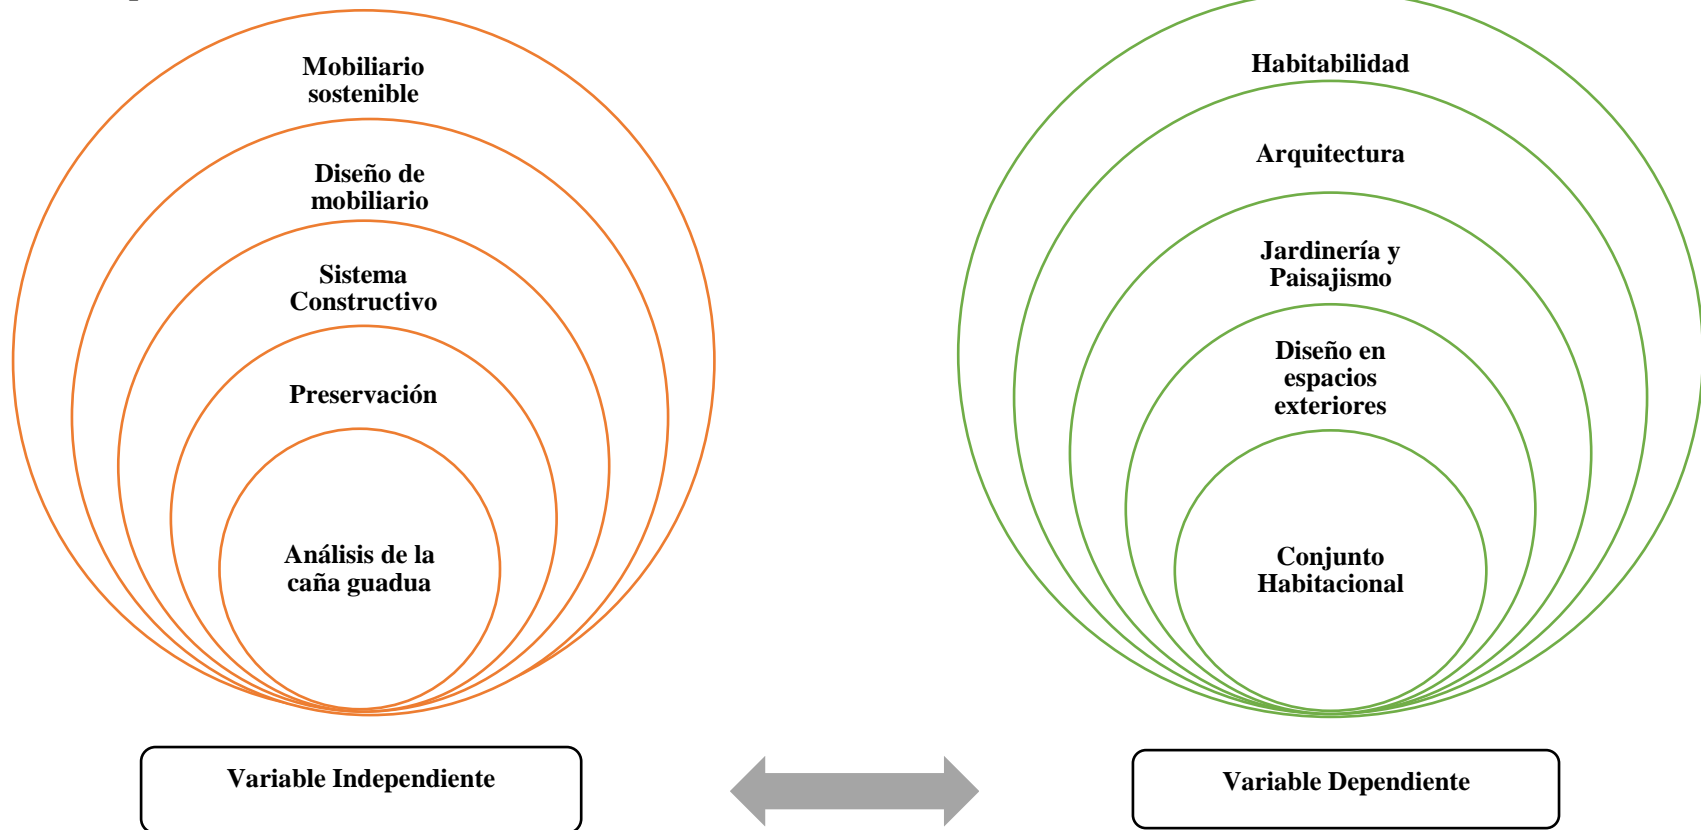 Mobiliario
sostenible
Diseño de
mobiliario
Sistema
Constructivo
Preservación
Análisis de la
caña guadua
Variable Independiente
Habitabilidad
Arquitectura
Jardinería y
Paisajismo
Diseño en
espacios
exteriores
Conjunto
Habitacional
Variable Dependiente